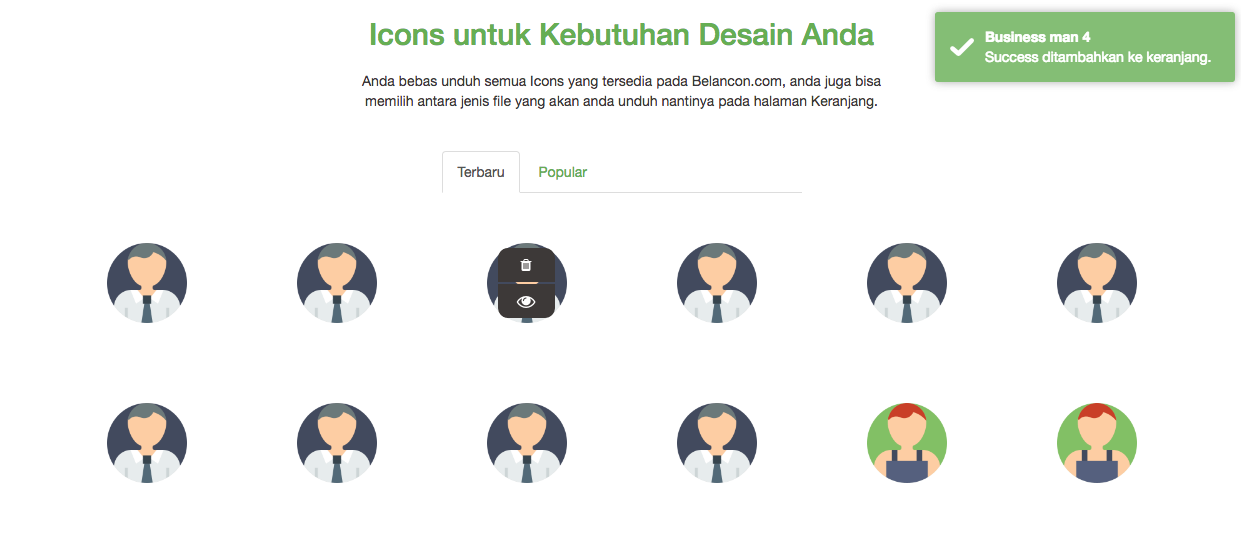 Icons untuk Kebutuhan Desain Anda
Business man 4
Success ditambahkan ke keranjang.
Anda bebas unduh semua Icons yang tersedia pada Belancon.com, anda juga bisa
memilih antara jenis file yang akan anda unduh nantinya pada halaman Keranjang.
Terbaru
Popular